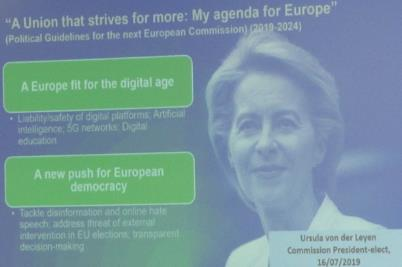 "A Union that strives for more: My agenda for Europe"
(Political Guidelines for the next European Commission) (2019-2024)
A Europe fit for the digital age
• Liability/safety of digital platforms; Artificial
intelligence; 5G networks; Digital
education
A new push for European
democracy
• Tackle disinformation and online hate
speech; address threat of external
intervention in EU elections; transparent
decision-making
Ursula von der Leyen
Commission President-elect,
16/07/2019